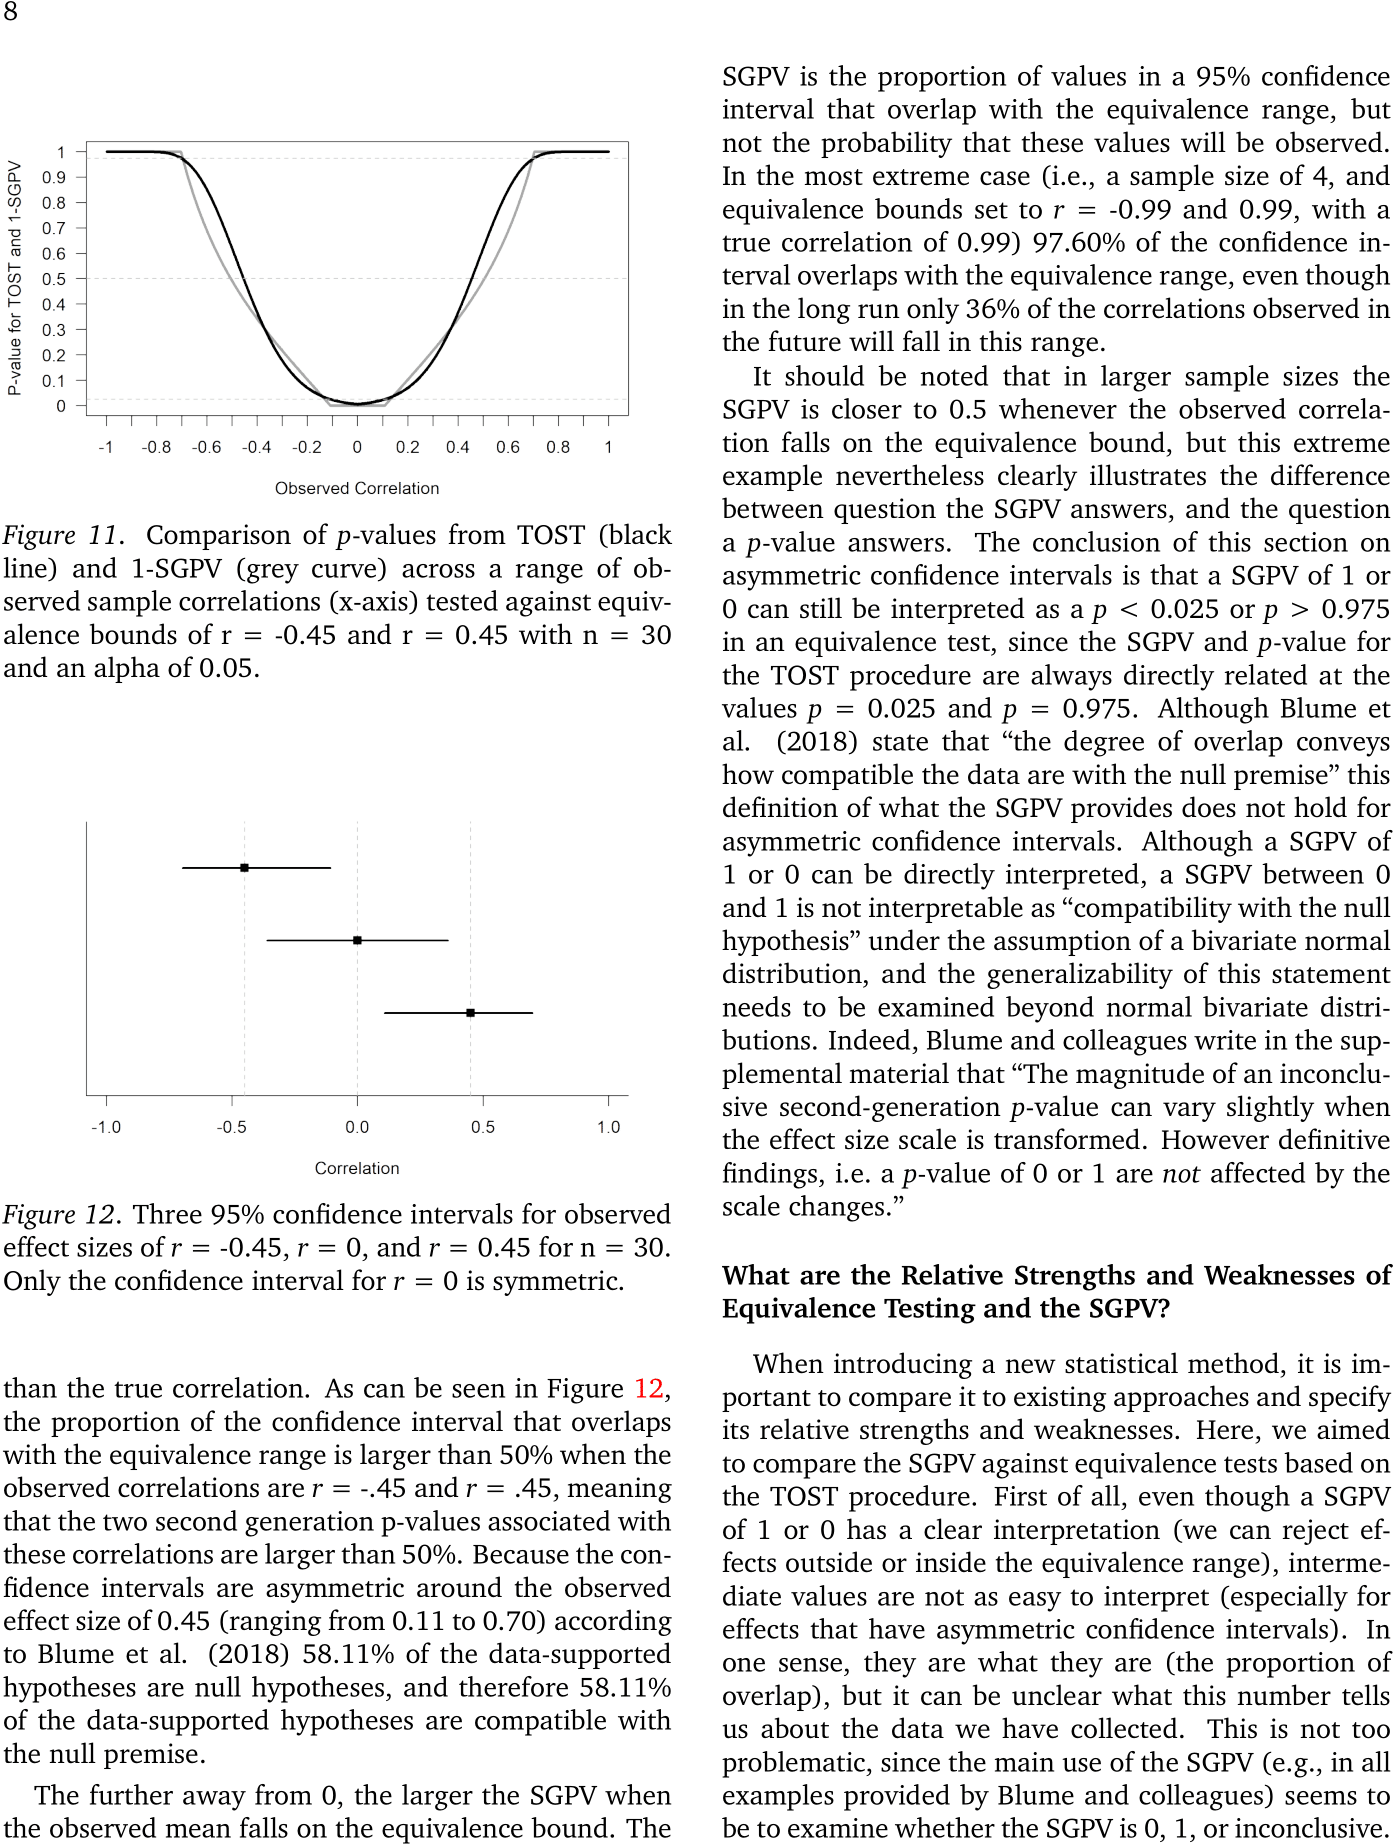 8
P-value for TOST and 1-SGPV
1
0.9
0.8
0.7
0.6
0.5
0.4
0.3
0.2
0.1
0
-1 -0.8 -0.6 -0.4 -0.2 0 0.2 0.4 0.6 0.8 1
Observed Correlation
Figure 11. Comparison of p-values from TOST (black
line) and 1-SGPV (grey curve) across a range of ob-
served sample correlations (x-axis) tested against equiv-
alence bounds of r = -0.45 and r = 0.45 with n = 30
and an alpha of 0.05.
-1.0 -0.5 0.0 0.5 1.0
Correlation
Figure 12. Three 95% confidence intervals for observed
effect sizes of r = -0.45, r = 0, and r = 0.45 for n = 30.
Only the confidence interval for r = 0 is symmetric.
than the true correlation. As can be seen in Figure 12,
the proportion of the confidence interval that overlaps
with the equivalence range is larger than 50% when the
observed correlations are r = -.45 and r = .45, meaning
that the two second generation p-values associated with
these correlations are larger than 50%. Because the con-
fidence intervals are asymmetric around the observed
effect size of 0.45 (ranging from 0.11 to 0.70) according
to Blume et al. (2018) 58.11% of the data-supported
hypotheses are null hypotheses, and therefore 58.11%
of the data-supported hypotheses are compatible with
the null premise.
The further away from 0, the larger the SGPV when
the observed mean falls on the equivalence bound. The
SGPV is the proportion of values in a 95% confidence
interval that overlap with the equivalence range, but
not the probability that these values will be observed.
In the most extreme case (i.e., a sample size of 4, and
equivalence bounds set to r = -0.99 and 0.99, with a
true correlation of 0.99) 97.60% of the confidence in-
terval overlaps with the equivalence range, even though
in the long run only 36% of the correlations observed in
the future will fall in this range.
It should be noted that in larger sample sizes the
SGPV is closer to 0.5 whenever the observed correla-
tion falls on the equivalence bound, but this extreme
example nevertheless clearly illustrates the difference
between question the SGPV answers, and the question
a p-value answers. The conclusion of this section on
asymmetric confidence intervals is that a SGPV of 1 or
0 can still be interpreted as a p < 0.025 or p > 0.975
in an equivalence test, since the SGPV and p-value for
the TOST procedure are always directly related at the
values p = 0.025 and p = 0.975. Although Blume et
al. (2018) state that “the degree of overlap conveys
how compatible the data are with the null premise” this
definition of what the SGPV provides does not hold for
asymmetric confidence intervals. Although a SGPV of
1 or 0 can be directly interpreted, a SGPV between 0
and 1 is not interpretable as “compatibility with the null
hypothesis” under the assumption of a bivariate normal
distribution, and the generalizability of this statement
needs to be examined beyond normal bivariate distri-
butions. Indeed, Blume and colleagues write in the sup-
plemental material that “The magnitude of an inconclu-
sive second-generation p-value can vary slightly when
the effect size scale is transformed. However definitive
findings, i.e. a p-value of 0 or 1 are not affected by the
scale changes.”
What are the Relative Strengths and Weaknesses of
Equivalence Testing and the SGPV?
When introducing a new statistical method, it is im-
portant to compare it to existing approaches and specify
its relative strengths and weaknesses. Here, we aimed
to compare the SGPV against equivalence tests based on
the TOST procedure. First of all, even though a SGPV
of 1 or 0 has a clear interpretation (we can reject ef-
fects outside or inside the equivalence range), interme-
diate values are not as easy to interpret (especially for
effects that have asymmetric confidence intervals). In
one sense, they are what they are (the proportion of
overlap), but it can be unclear what this number tells
us about the data we have collected. This is not too
problematic, since the main use of the SGPV (e.g., in all
examples provided by Blume and colleagues) seems to
be to examine whether the SGPV is 0, 1, or inconclusive.